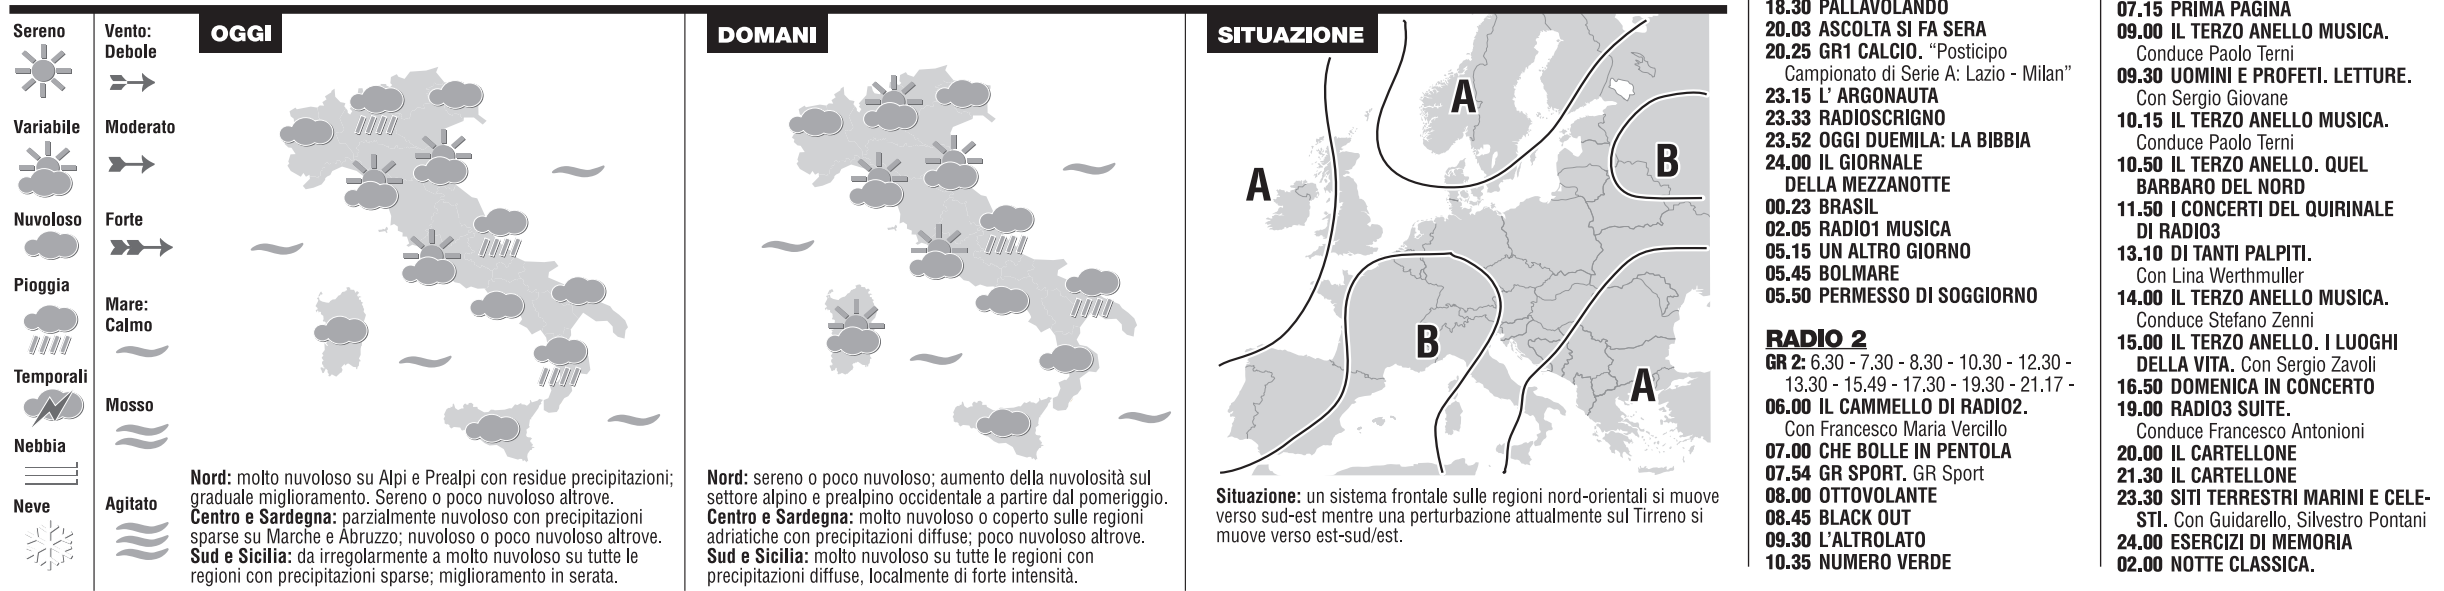 Sereno
Variabile
Nuvoloso
Pioggia
Temporali
Nebbia
Neve
Vento:
Debole
Moderato
Forte
Mare:
Calmo
Mosso
Agitato
OGGI
Nord: molto nuvoloso su Alpi e Prealpi con residue precipitazioni;
graduale miglioramento. Sereno o poco nuvoloso altrove.
Centro e Sardegna: parzialmente nuvoloso con precipitazioni
sparse su Marche e Abruzzo; nuvoloso o poco nuvoloso altrove.
Sud e Sicilia: da irregolarmente a molto nuvoloso su tutte le
regioni con precipitazioni sparse; miglioramento in serata.
DOMANI
Nord: sereno o poco nuvoloso; aumento della nuvolosità sul
settore alpino e prealpino occidentale a partire dal pomeriggio.
Centro e Sardegna: molto nuvoloso o coperto sulle regioni
adriatiche con precipitazioni diffuse; poco nuvoloso altrove.
Sud e Sicilia: molto nuvoloso su tutte le regioni con
precipitazioni diffuse, localmente di forte intensità.
SITUAZIONE
A
A
B
B
A
Situazione: un sistema frontale sulle regioni nord-orientali si muove
verso sud-est mentre una perturbazione attualmente sul Tirreno si
muove verso est-sud/est.
18.30 PALLAVOLANDO
20.03 ASCOLTA SI FA SERA
20.25 GR1 CALCIO. “Posticipo
Campionato di Serie A: Lazio - Milan”
23.15 L' ARGONAUTA
23.33 RADIOSCRIGNO
23.52 OGGI DUEMILA: LA BIBBIA
24.00 IL GIORNALE
DELLA MEZZANOTTE
00.23 BRASIL
02.05 RADIO1 MUSICA
05.15 UN ALTRO GIORNO
05.45 BOLMARE
05.50 PERMESSO DI SOGGIORNO
RADIO 2
GR 2: 6.30 - 7.30 - 8.30 - 10.30 - 12.30 -
13.30 - 15.49 - 17.30 - 19.30 - 21.17 -
06.00 IL CAMMELLO DI RADIO2.
Con Francesco Maria Vercillo
07.00 CHE BOLLE IN PENTOLA
07.54 GR SPORT. GR Sport
08.00 OTTOVOLANTE
08.45 BLACK OUT
09.30 L'ALTROLATO
10.35 NUMERO VERDE
07.15 PRIMA PAGINA
09.00 IL TERZO ANELLO MUSICA.
Conduce Paolo Terni
09.30 UOMINI E PROFETI. LETTURE.
Con Sergio Giovane
10.15 IL TERZO ANELLO MUSICA.
Conduce Paolo Terni
10.50 IL TERZO ANELLO. QUEL
BARBARO DEL NORD
11.50 I CONCERTI DEL QUIRINALE
DI RADIO3
13.10 DI TANTI PALPITI.
Con Lina Werthmuller
14.00 IL TERZO ANELLO MUSICA.
Conduce Stefano Zenni
15.00 IL TERZO ANELLO. I LUOGHI
DELLA VITA. Con Sergio Zavoli
16.50 DOMENICA IN CONCERTO
19.00 RADIO3 SUITE.
Conduce Francesco Antonioni
20.00 IL CARTELLONE
21.30 IL CARTELLONE
23.30 SITI TERRESTRI MARINI E CELE-
STI. Con Guidarello, Silvestro Pontani
24.00 ESERCIZI DI MEMORIA
02.00 NOTTE CLASSICA.